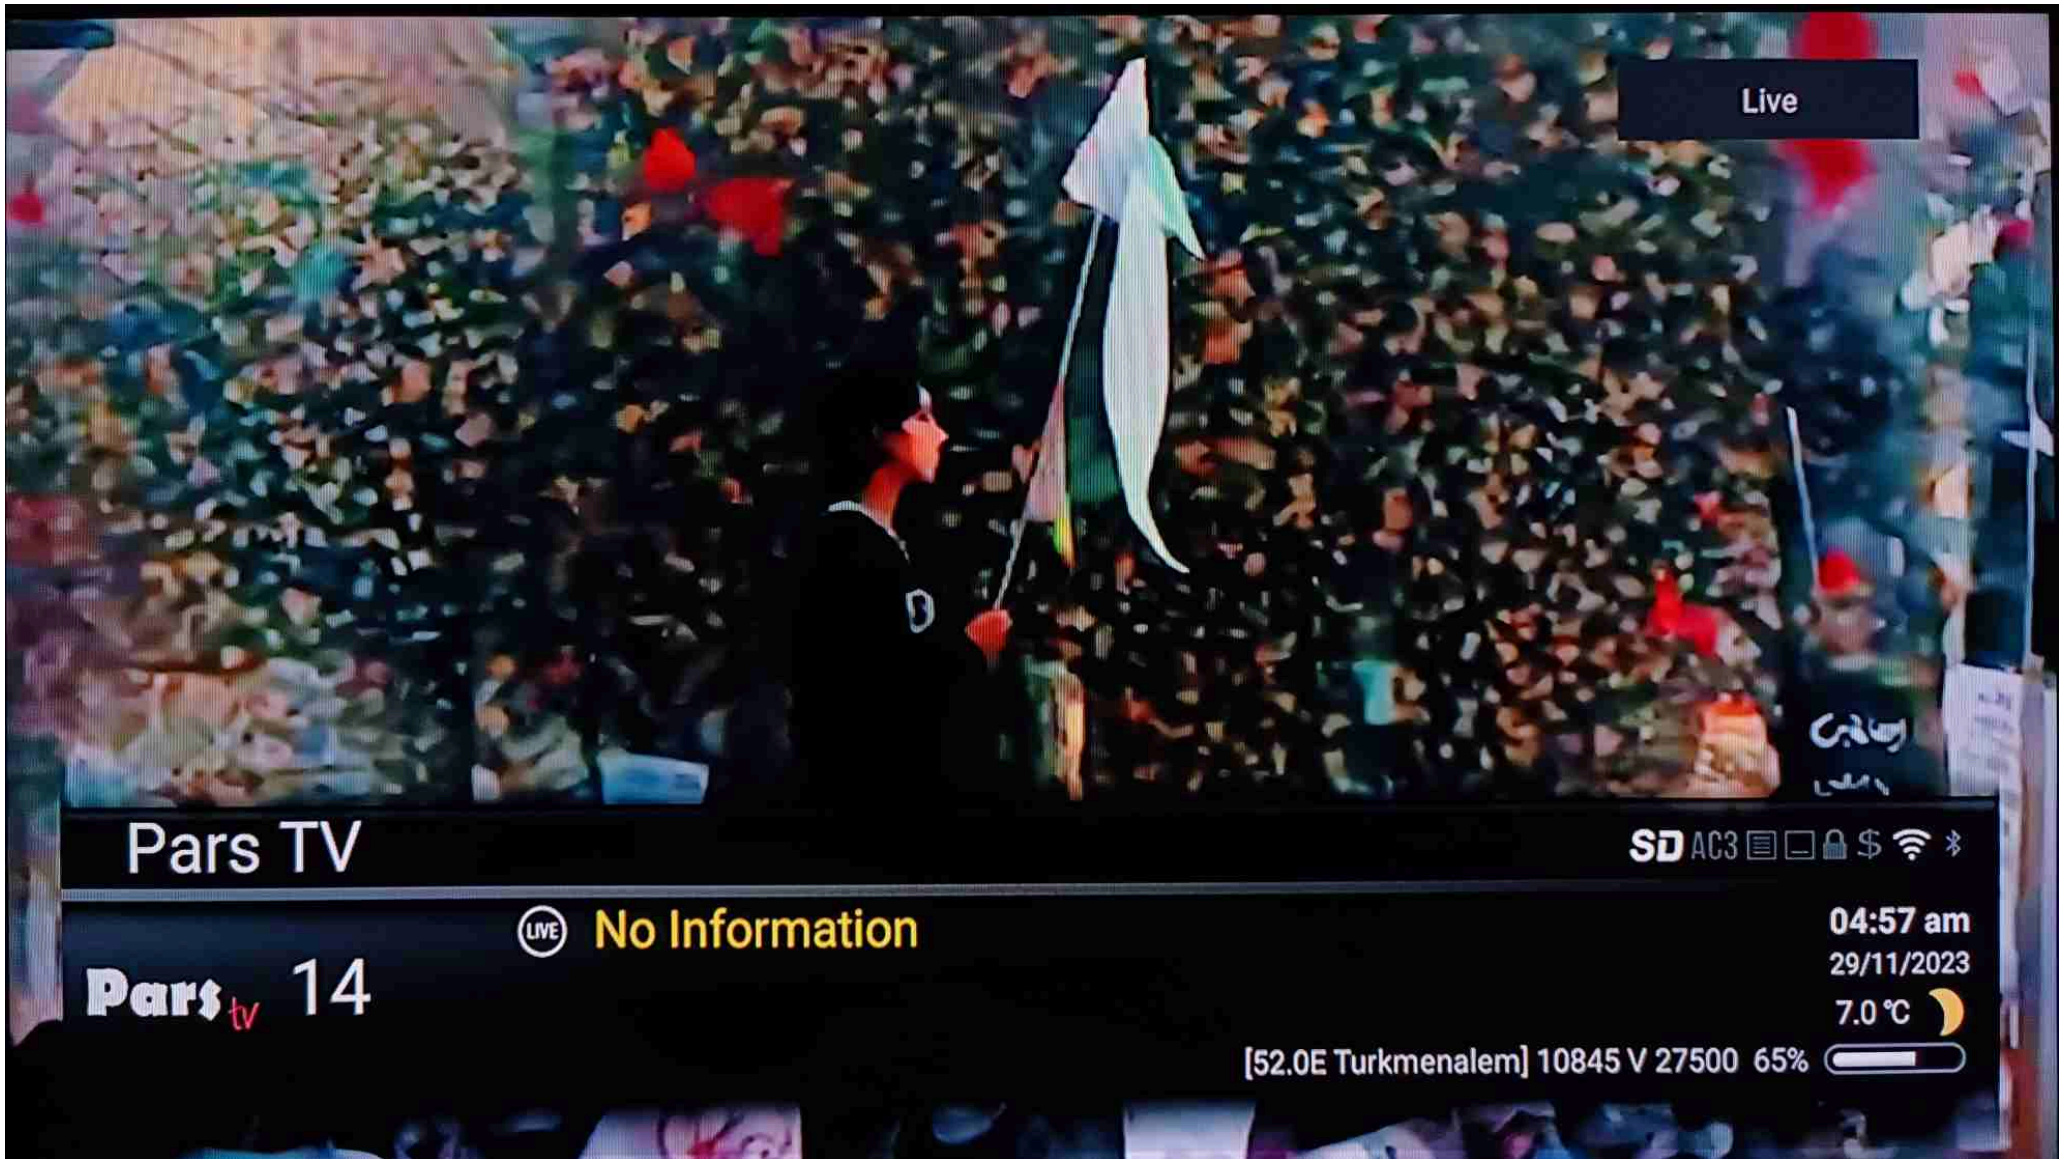 Live
Pars TV
SD AC3 $
LIVE No Information
04:57 am
29/11/2023
Pars tv 14
7.0 °C
[52.0E Turkmenalem] 10845 V 27500 65%